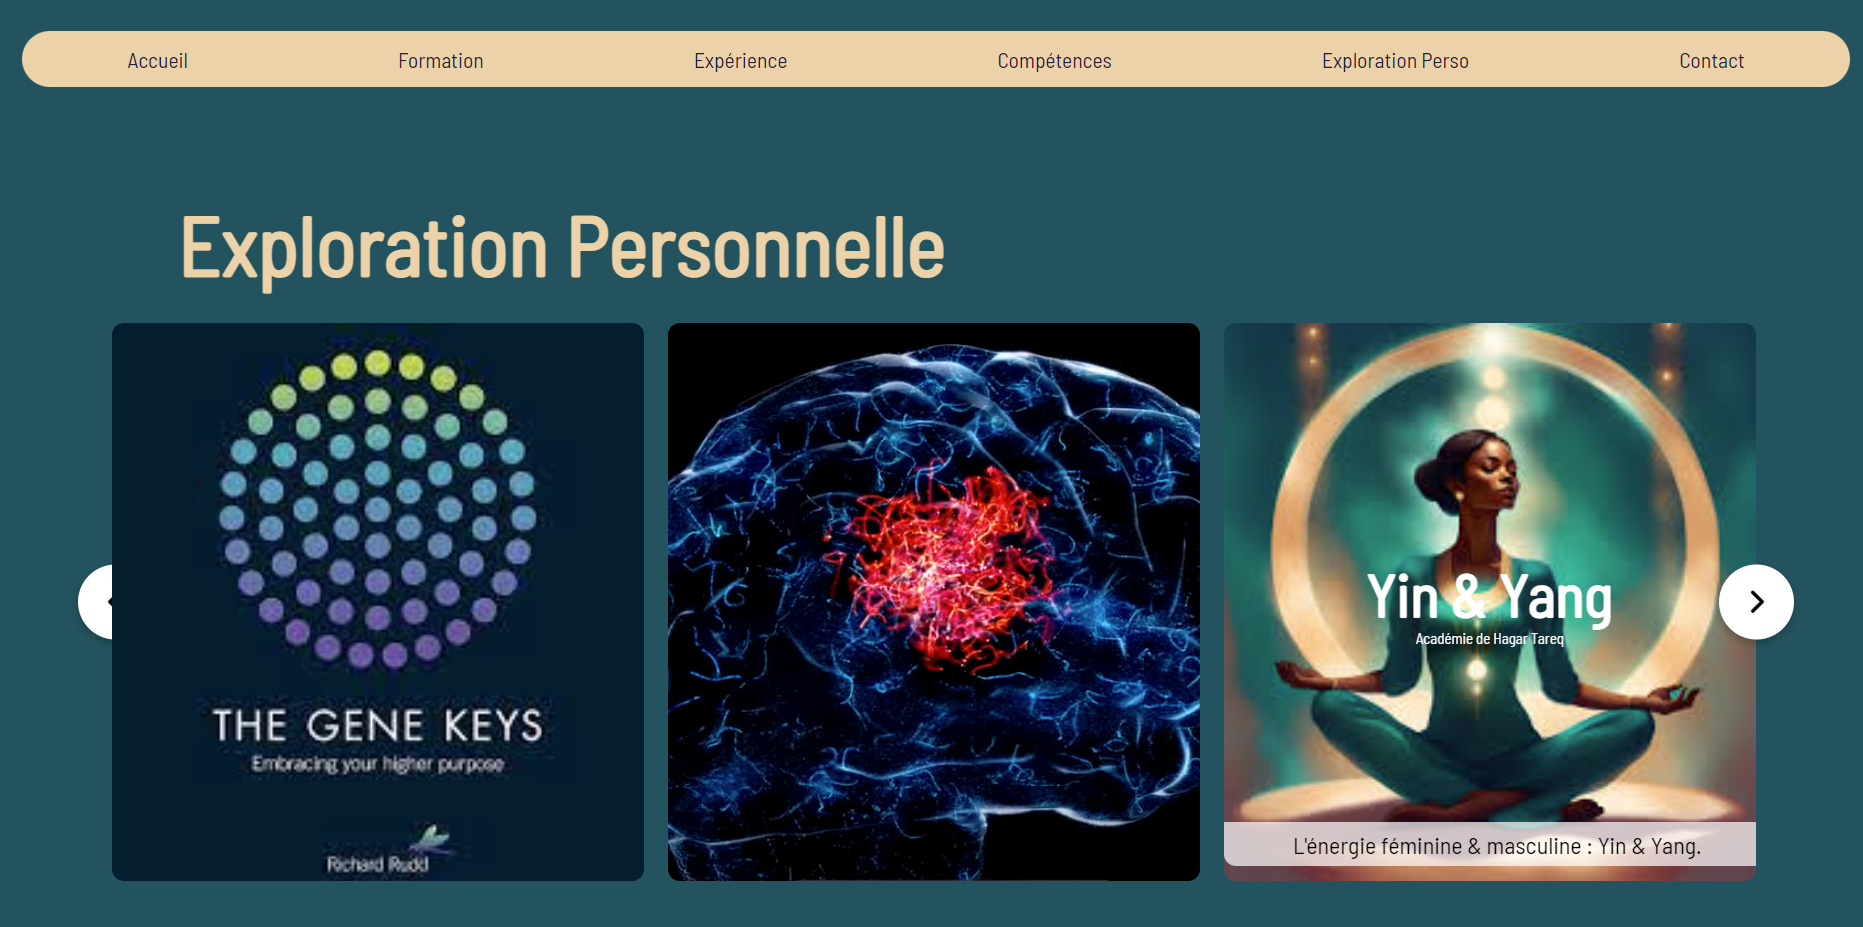 Accueil
Formation
Expérience
Compétences
Exploration Perso
Contact
Exploration Personnelle
THE GENE KEYS
Embracing your higher purpose
Richard Rudd
Yin & Yang
Académie de Hagar Tareq
L'énergie féminine & masculine : Yin & Yang.